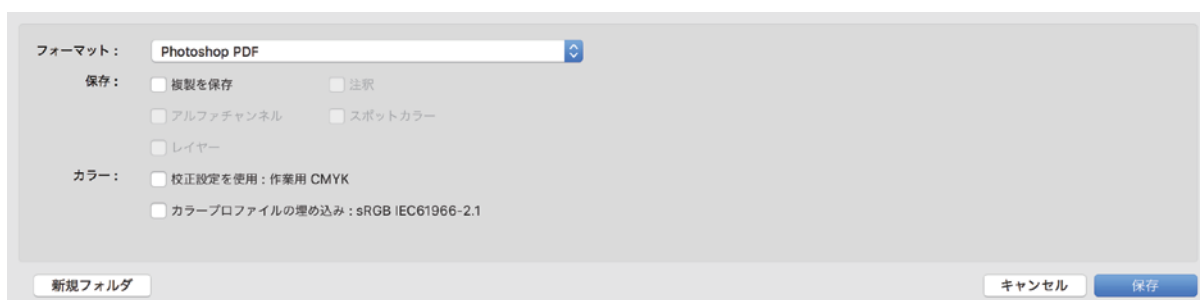 フォーマット： Photoshop PDF
保存： 複製を保存 注釈
アルファチャンネル スポットカラー
レイヤー
カラー： 校正設定を使用：作業用 CMYK
カラープロファイルの埋め込み：sRGB IEC61966-2.1
新規フォルダ キャンセル 保存